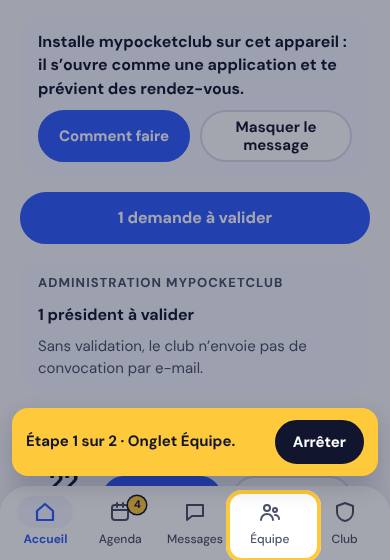 Installe mypocketclub sur cet appareil :
il s’ouvre comme une application et te
prévient des rendez-vous.
Comment faire
Masquer le
message
1 demande à valider
ADMINISTRATION MYPOCKETCLUB
1 président à valider
Sans validation, le club n’envoie pas de
convocation par e-mail.
Étape 1 sur 2 · Onglet Équipe.
Arrêter
4
Accueil
Agenda
Messages
Équipe
Club